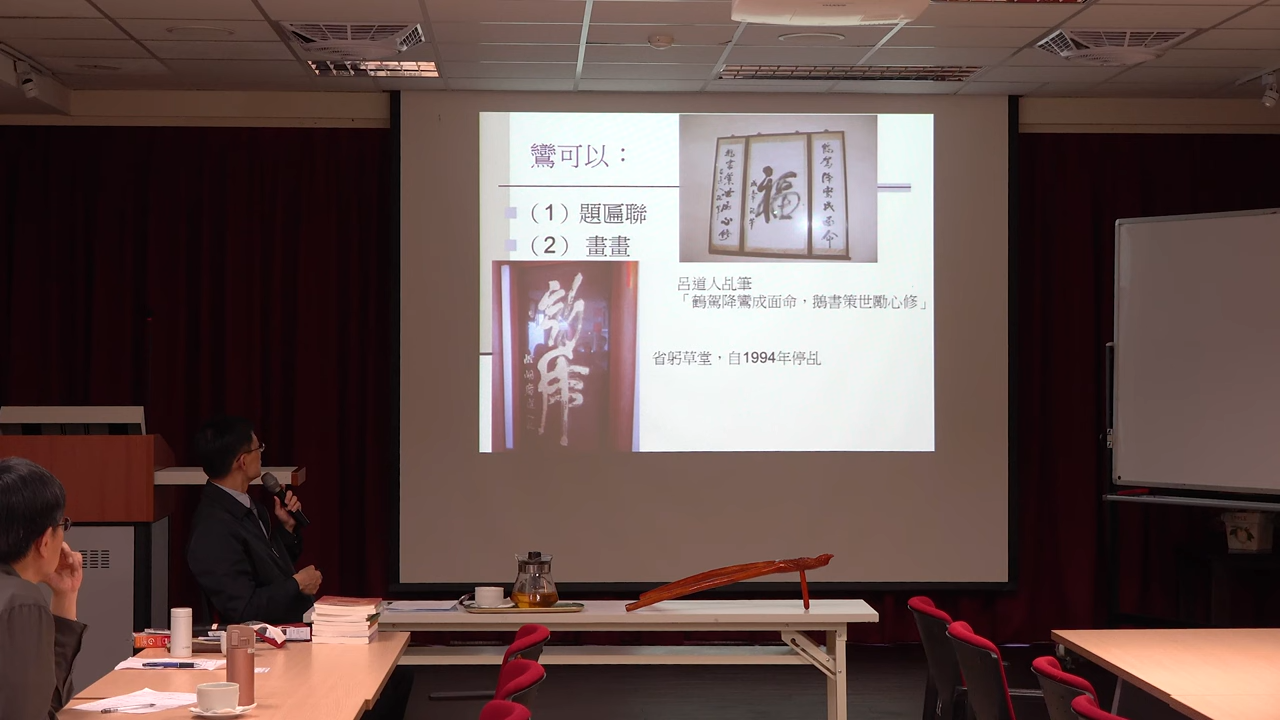 鸞可以：
（1）題匾聯
（2） 畫畫
福
呂道人乩筆
「鶴駕降鸞成面命，鵝書策世勵心修」
省躬草堂，自1994年停乩